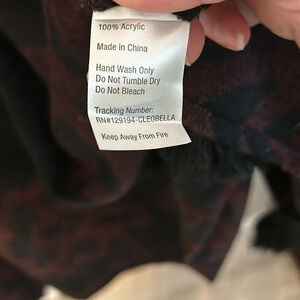 100% Acrylic
Made in China
Hand Wash Only
Do Not Tumble Dry
Do Not Bleach
Tracking Number:
RN#129194-CLEOBELLA
Keep Away From Fire